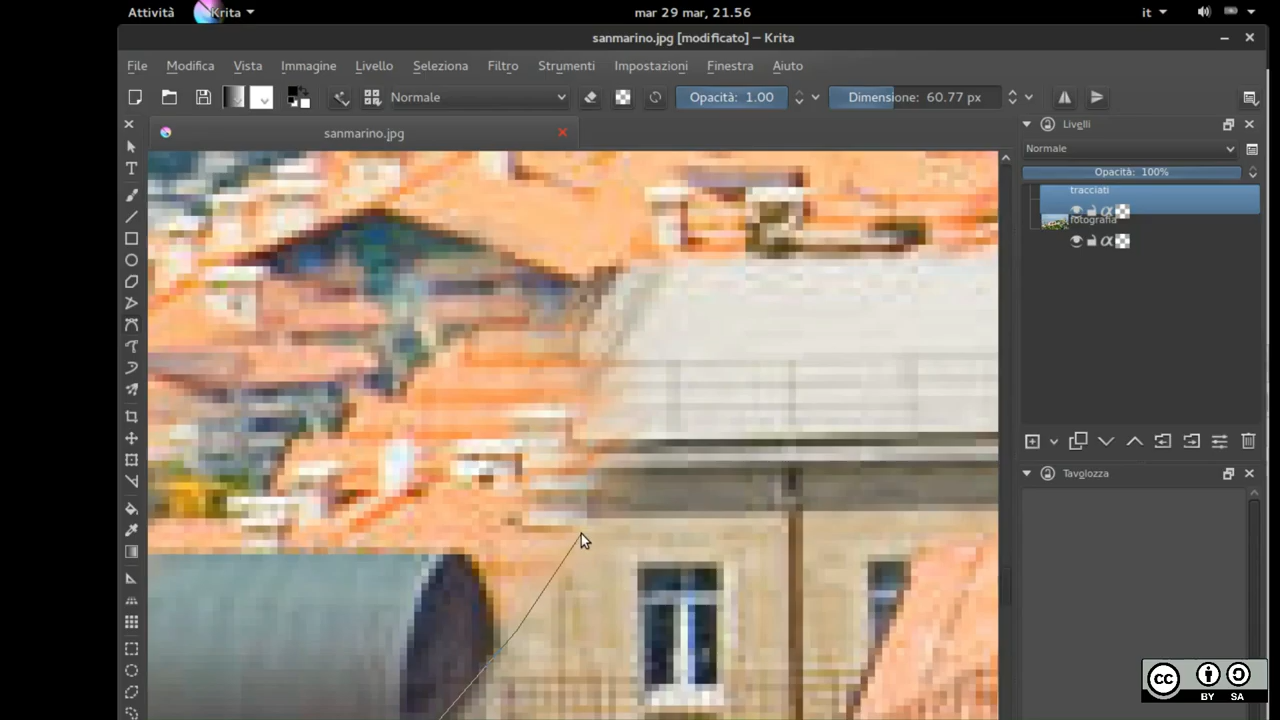 Attività Krita mar 29 mar, 21.56 it
sanmarino.jpg [modificato] – Krita
File Modifica Vista Immagine Livello Seleziona Filtro Strumenti Impostazioni Finestra Aiuto
Normale Opacità: 1.00 Dimensione: 60.77 px
sanmarino.jpg
Livelli
Normale
Opacità: 100%
tracciati
fotografia
Tavolozza
CC BY SA